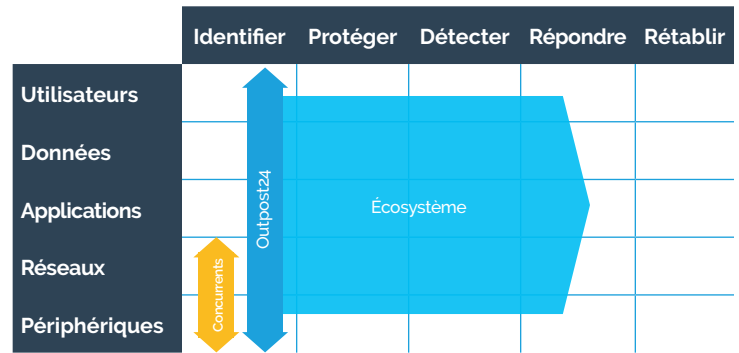 Identifier Protéger Détecter Répondre Rétablir
Utilisateurs
Données
Applications
Réseaux
Périphériques
Concurrents
Outpost24
Écosystème